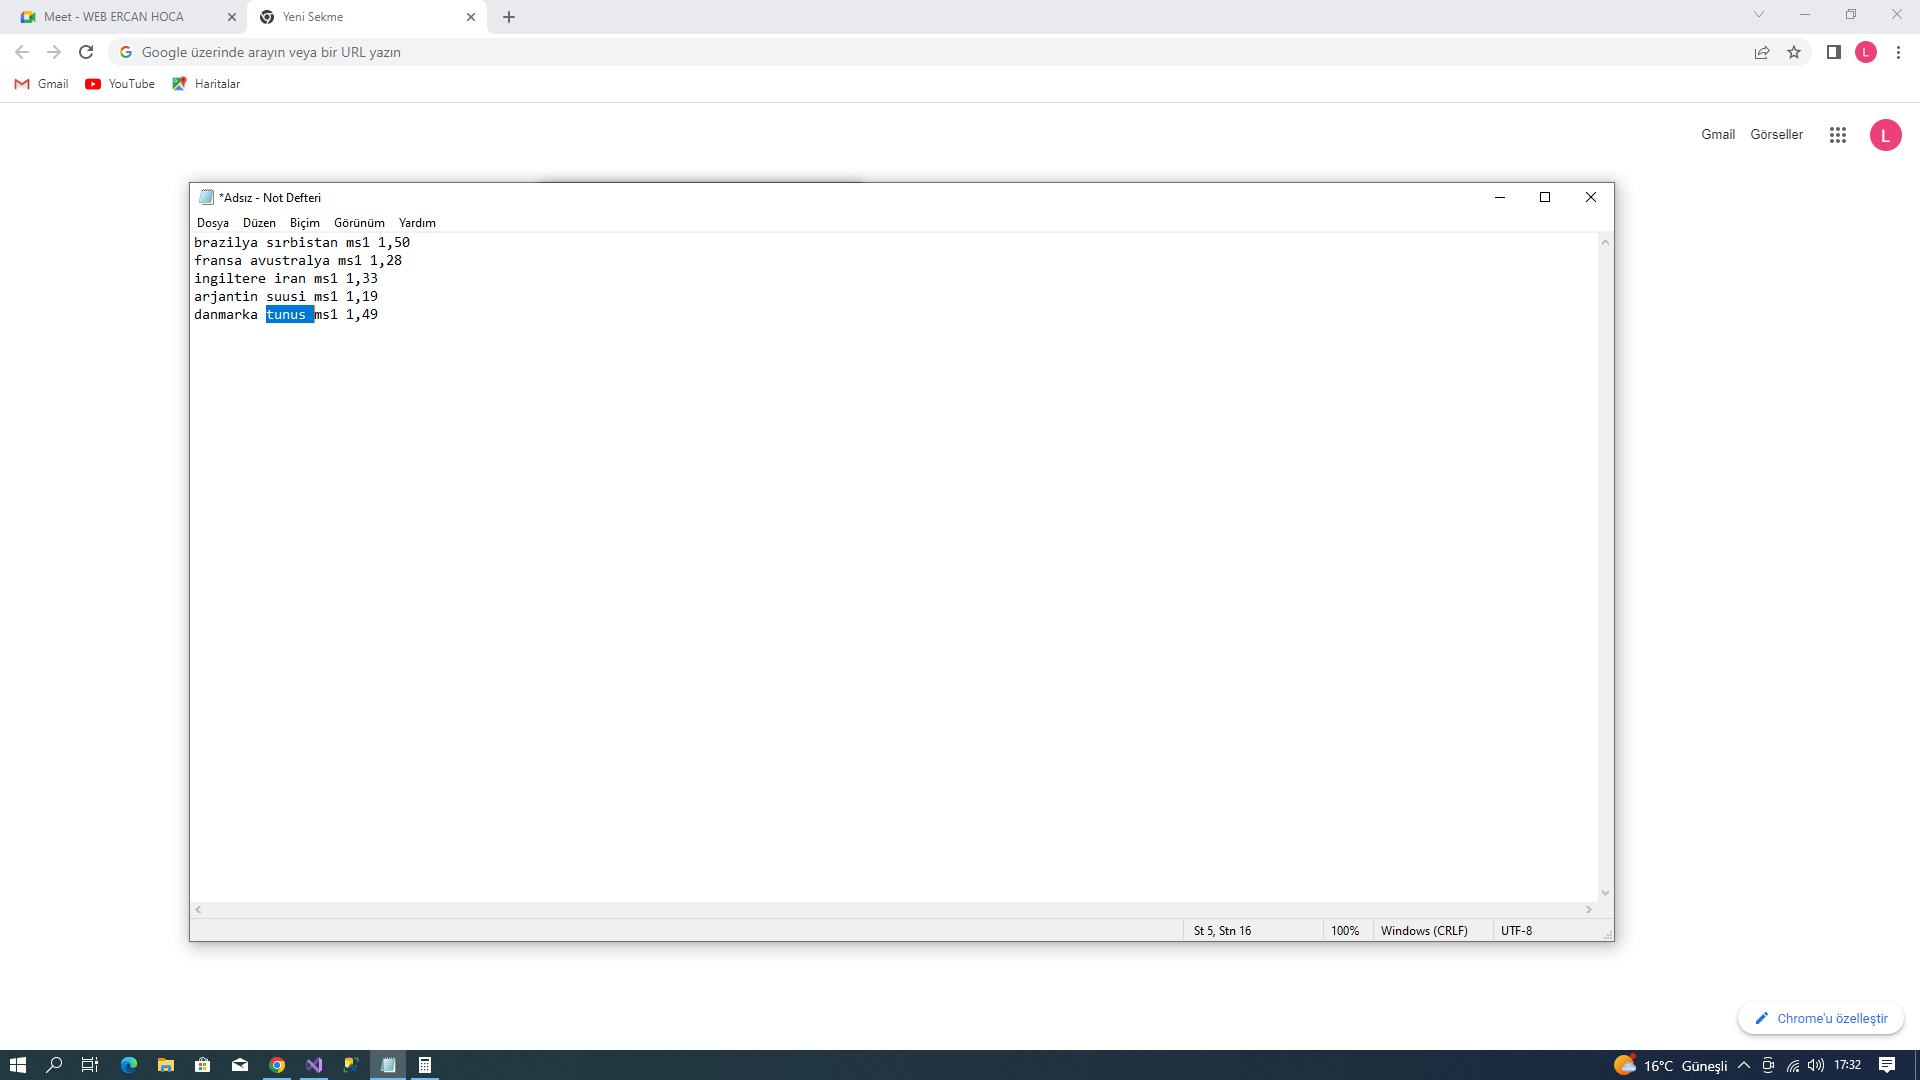 Meet - WEB ERCAN HOCA
Yeni Sekme
Google üzerinde arayın veya bir URL yazın
L
Gmail
YouTube
Haritalar
Gmail
Görseller
L
*Adsız - Not Defteri
Dosya
Düzen
Biçim
Görünüm
Yardım
brazilya sırbistan ms1 1,50
fransa avustralya ms1 1,28
ingiltere iran ms1 1,33
arjantin suusi ms1 1,19
danmarka tunus ms1 1,49
St 5, Stn 16
100%
Windows (CRLF)
UTF-8
Chrome'u özelleştir
16°C Güneşli
17:32